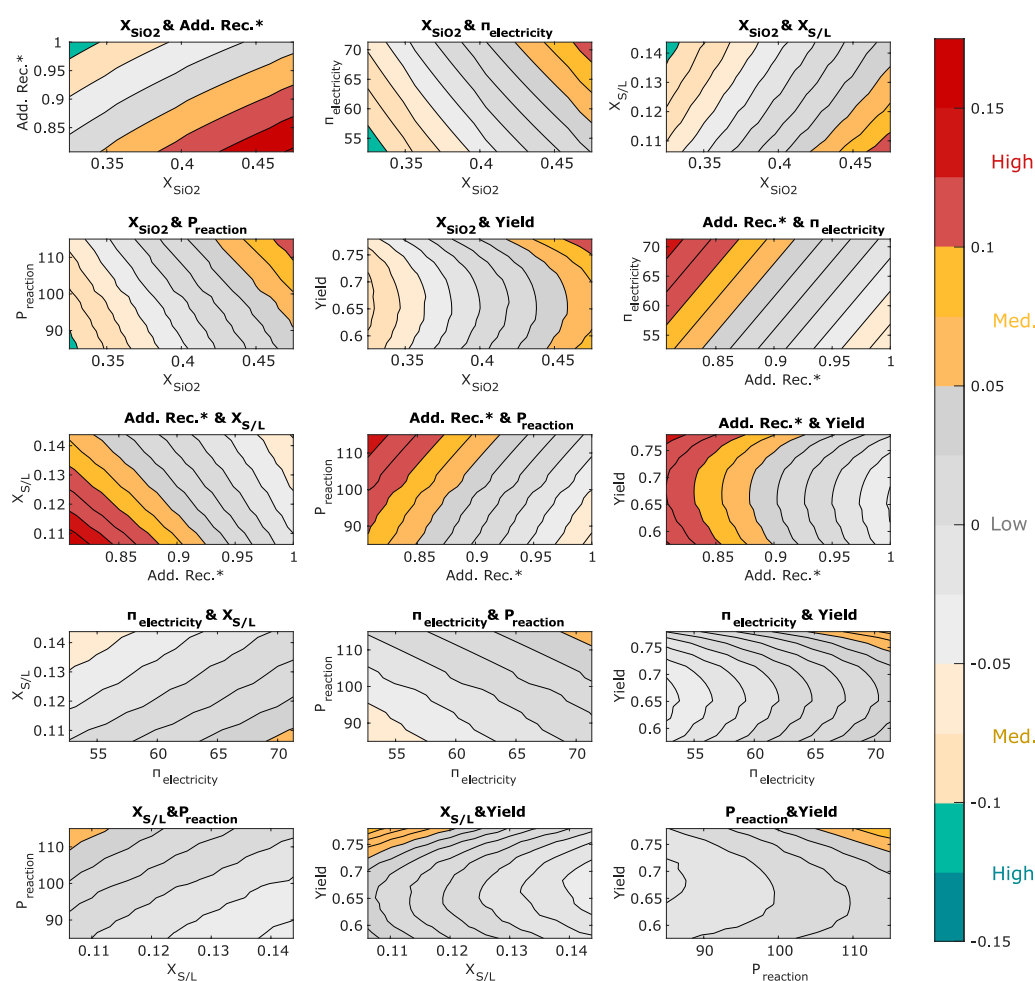 X_SiO2 & Add. Rec.*
Add. Rec.*
1
0.95
0.9
0.85
0.35 0.4 0.45
X_SiO2
X_SiO2 & π_electricity
π_electricity
70
65
60
55
0.35 0.4 0.45
X_SiO2
X_SiO2 & X_S/L
X_S/L
0.14
0.13
0.12
0.11
0.35 0.4 0.45
X_SiO2
X_SiO2 & P_reaction
P_reaction
110
100
90
0.35 0.4 0.45
X_SiO2
X_SiO2 & Yield
Yield
0.75
0.7
0.65
0.6
0.35 0.4 0.45
X_SiO2
Add. Rec.* & π_electricity
π_electricity
70
65
60
55
0.85 0.9 0.95 1
Add. Rec.*
Add. Rec.* & X_S/L
X_S/L
0.14
0.13
0.12
0.11
0.85 0.9 0.95 1
Add. Rec.*
Add. Rec.* & P_reaction
P_reaction
110
100
90
0.85 0.9 0.95 1
Add. Rec.*
Add. Rec.* & Yield
Yield
0.75
0.7
0.65
0.6
0.85 0.9 0.95 1
Add. Rec.*
π_electricity & X_S/L
X_S/L
0.14
0.13
0.12
0.11
55 60 65 70
π_electricity
π_electricity & P_reaction
P_reaction
110
100
90
55 60 65 70
π_electricity
π_electricity & Yield
Yield
0.75
0.7
0.65
0.6
55 60 65 70
π_electricity
X_S/L&P_reaction
P_reaction
110
100
90
0.11 0.12 0.13 0.14
X_S/L
X_S/L&Yield
Yield
0.75
0.7
0.65
0.6
0.11 0.12 0.13 0.14
X_S/L
P_reaction&Yield
Yield
0.75
0.7
0.65
0.6
90 100 110
P_reaction
0.15
High
0.1
Med.
0.05
0
Low
-0.05
Med.
-0.1
High
-0.15